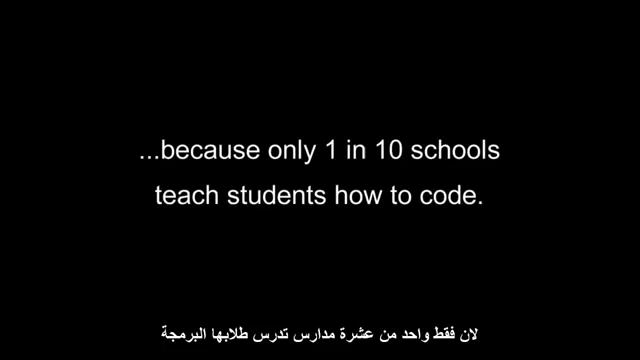 ...because only 1 in 10 schools
teach students how to code.
لان فقط واحد من عشرة مدارس تدرس طلابها البرمجة